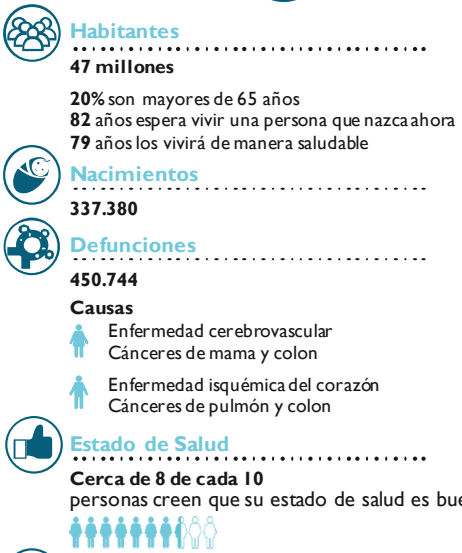 Habitantes
47 millones
20% son mayores de 65 años
82 años espera vivir una persona que nazca ahora
79 años los vivirá de manera saludable
Nacimientos
337.380
Defunciones
450.744
Causas
Enfermedad cerebrovascular
Cánceres de mama y colon
Enfermedad isquémica del corazón
Cánceres de pulmón y colon
Estado de Salud
Cerca de 8 de cada 10
personas creen que su estado de salud es